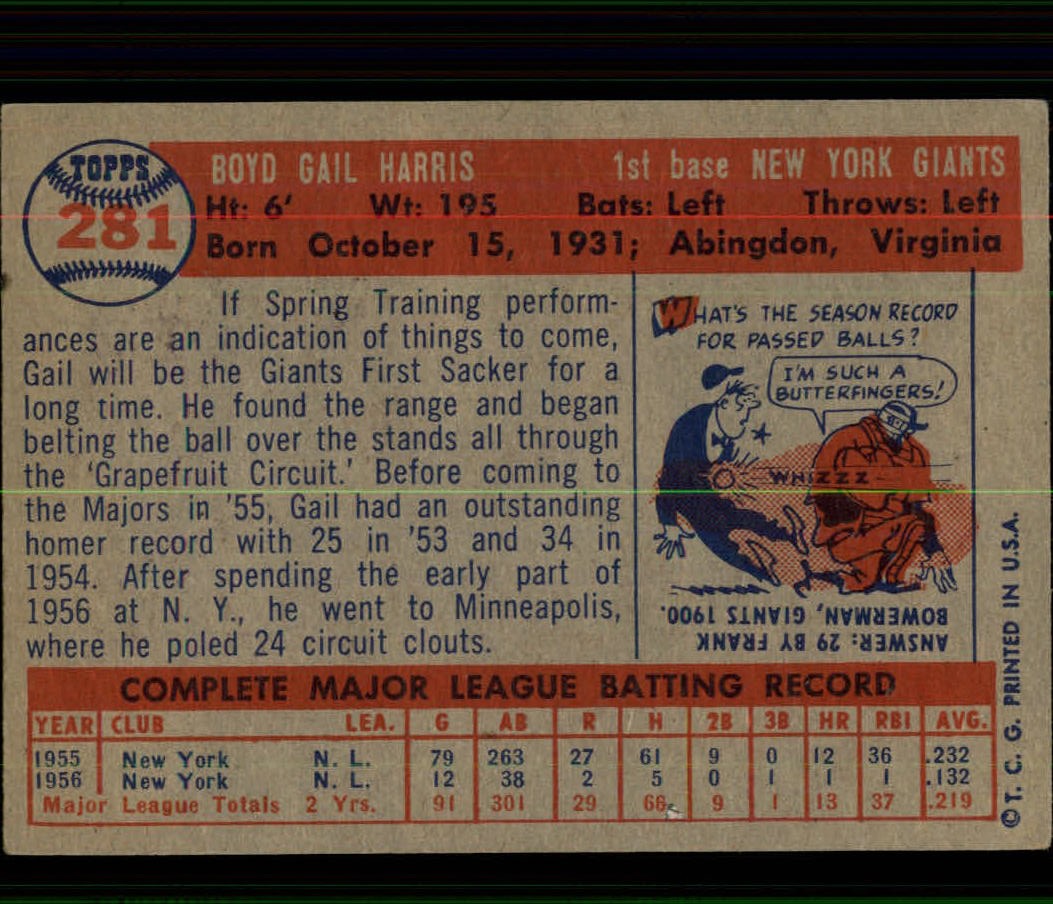 TOPPS
281
BOYD GAIL HARRIS 1st base NEW YORK GIANTS
Ht: 6' Wt: 195 Bats: Left Throws: Left
Born October 15, 1931; Abingdon, Virginia
If Spring Training perform-
ances are an indication of things to come,
Gail will be the Giants First Sacker for a
long time. He found the range and began
belting the ball over the stands all through
the 'Grapefruit Circuit.' Before coming to
the Majors in '55, Gail had an outstanding
homer record with 25 in '53 and 34 in
1954. After spending the early part of
1956 at N. Y., he went to Minneapolis,
where he poled 24 circuit clouts.
WHAT'S THE SEASON RECORD
FOR PASSED BALLS?
I'M SUCH A
BUTTERFINGERS!
WHIZZZ
ANSWER: 29 BY FRANK
BOWERMAN, GIANTS 1900.
COMPLETE MAJOR LEAGUE BATTING RECORD
YEAR CLUB LEA. G AB R H 2B 3B HR RBI AVG.
1955 New York N. L. 79 263 27 61 9 0 12 36 .232
1956 New York N. L. 12 38 2 5 0 1 1 1 .132
Major League Totals 2 Yrs. 91 301 29 66 9 1 13 37 .219
© T. C. G. PRINTED IN U.S.A.